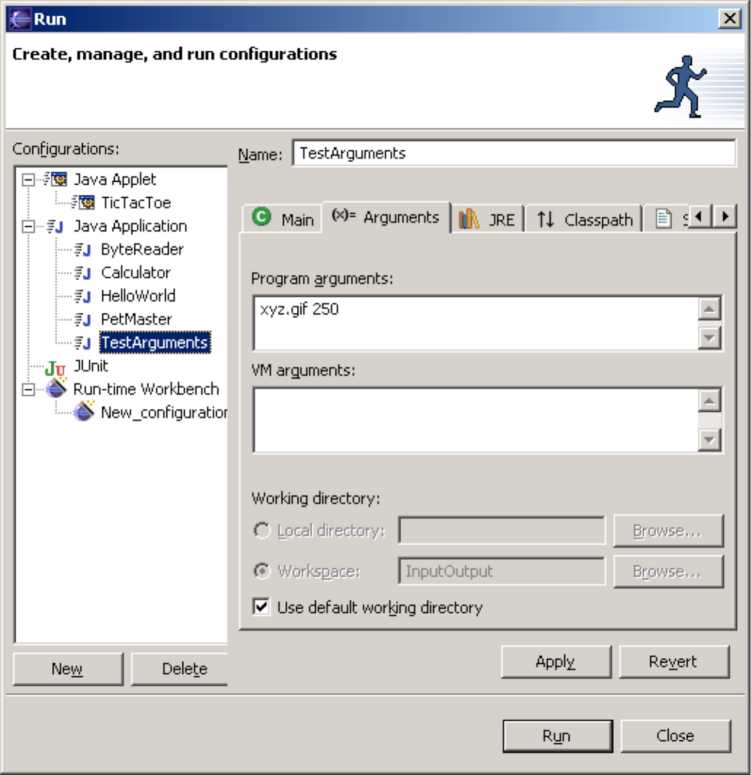 Run
Create, manage, and run configurations
Configurations:
Java Applet
TicTacToe
Java Application
ByteReader
Calculator
HelloWorld
PetMaster
TestArguments
JUnit
Run-time Workbench
New_configuration
New
Delete
Name: TestArguments
Main (x)= Arguments JRE Classpath
Program arguments:
xyz.gif 250
VM arguments:
Working directory:
Local directory: Browse...
Workspace: InputOutput Browse...
Use default working directory
Apply Revert
Run Close